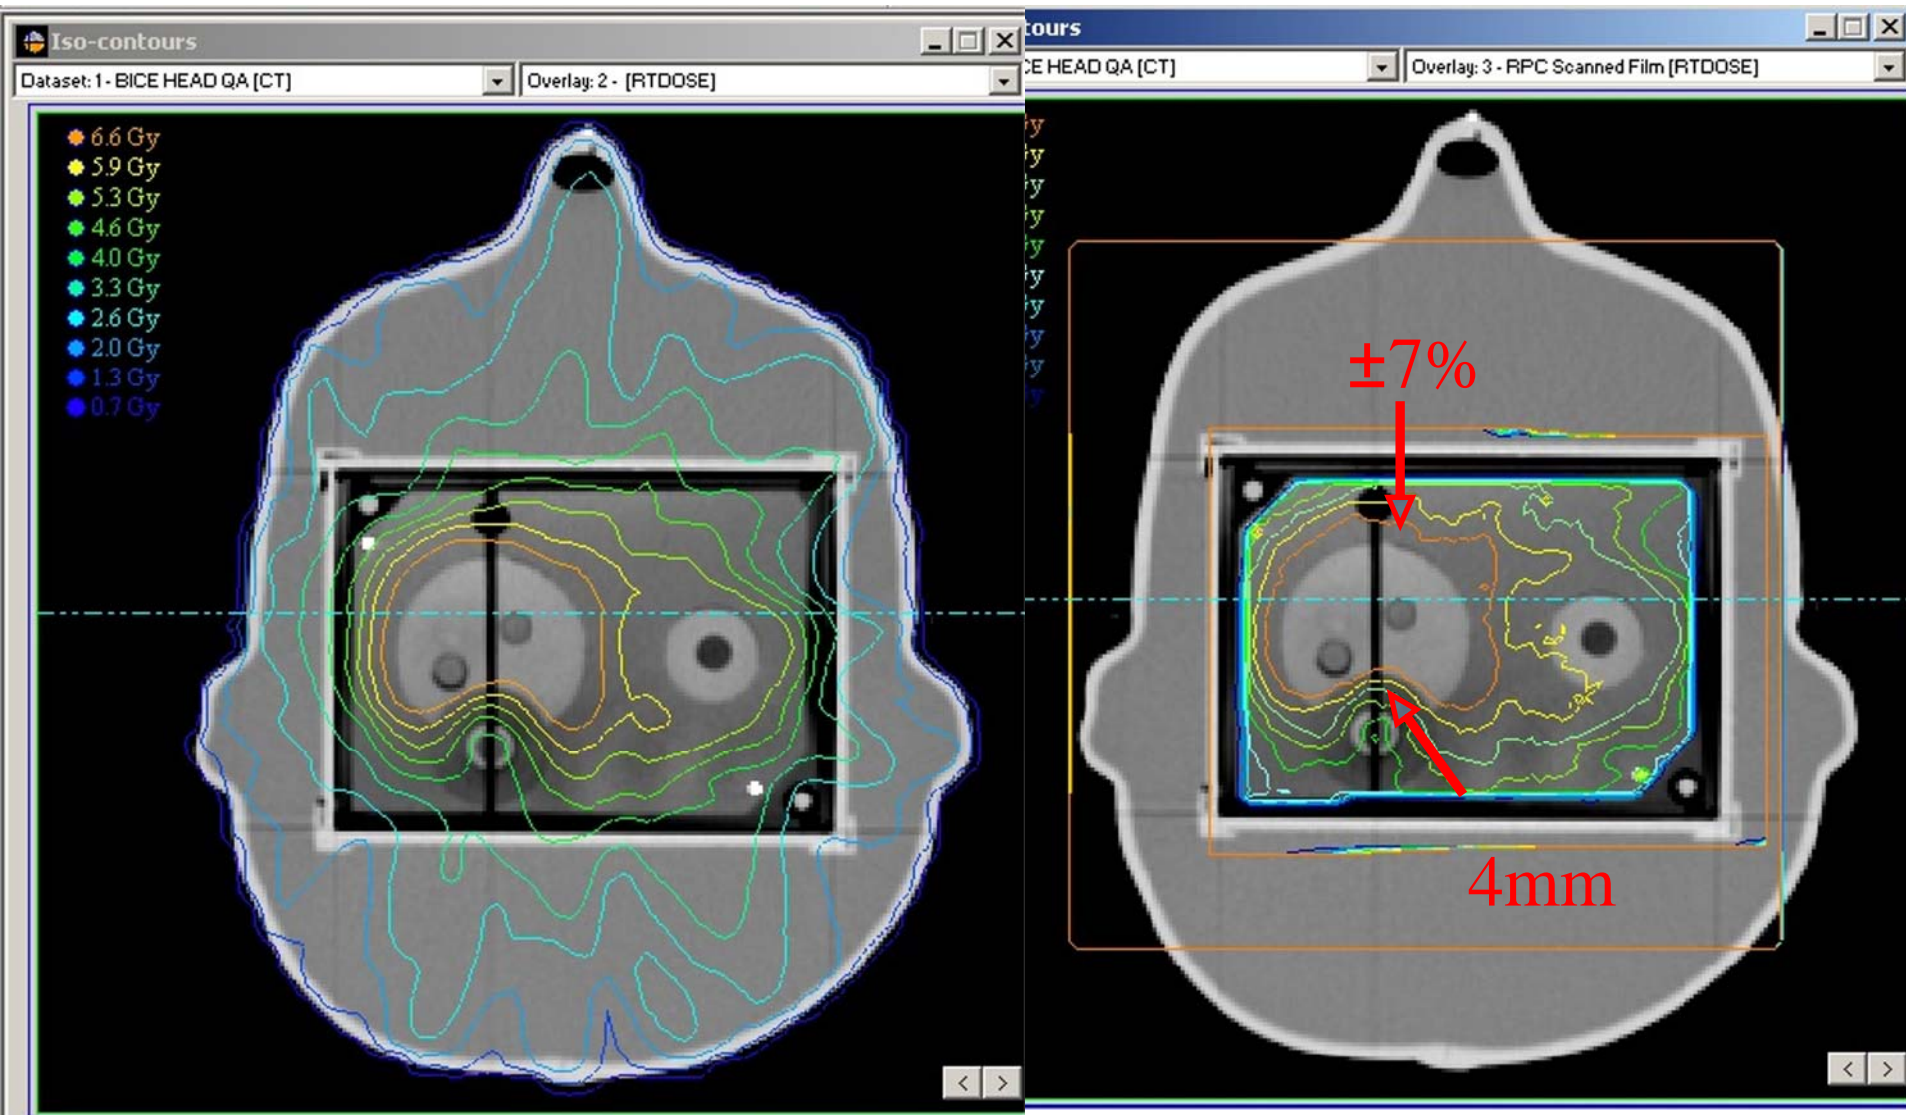 Iso-contours
Dataset: 1 - BICE HEAD QA [CT]
Overlay: 2 - [RTDOSE]
6.6 Gy
5.9 Gy
5.3 Gy
4.6 Gy
4.0 Gy
3.3 Gy
2.6 Gy
2.0 Gy
1.3 Gy
0.7 Gy
tours
CE HEAD QA [CT]
Overlay: 3 - RPC Scanned Film [RTDOSE]
y
y
y
y
y
y
y
y
y
y
±7%
4mm